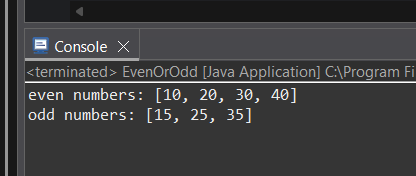 Console
<terminated> EvenOrOdd [Java Application] C:\Program Fi
even numbers: [10, 20, 30, 40]
odd numbers: [15, 25, 35]